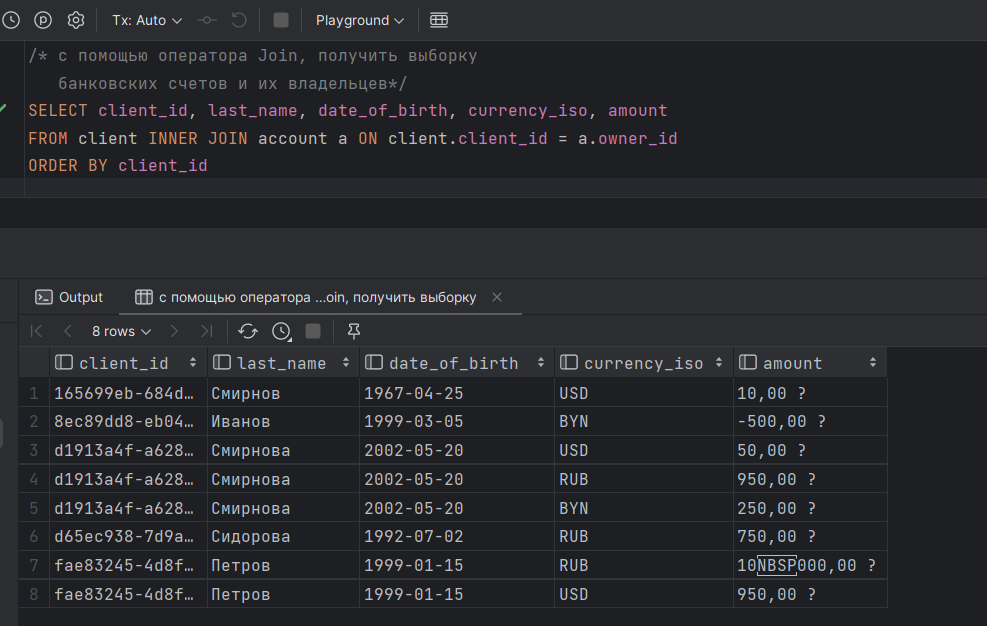 Tx: Auto Playground
/* с помощью оператора Join, получить выборку
банковских счетов и их владельцев*/
SELECT client_id, last_name, date_of_birth, currency_iso, amount
FROM client INNER JOIN account a ON client.client_id = a.owner_id
ORDER BY client_id
Output с помощью оператора ...oin, получить выборку
8 rows
client_id last_name date_of_birth currency_iso amount
1 165699eb-684d… Смирнов 1967-04-25 USD 10,00 ?
2 8ec89dd8-eb04… Иванов 1999-03-05 BYN -500,00 ?
3 d1913a4f-a628… Смирнова 2002-05-20 USD 50,00 ?
4 d1913a4f-a628… Смирнова 2002-05-20 RUB 950,00 ?
5 d1913a4f-a628… Смирнова 2002-05-20 BYN 250,00 ?
6 d65ec938-7d9a… Сидорова 1992-07-02 RUB 750,00 ?
7 fae83245-4d8f… Петров 1999-01-15 RUB 10NBSP000,00 ?
8 fae83245-4d8f… Петров 1999-01-15 USD 950,00 ?